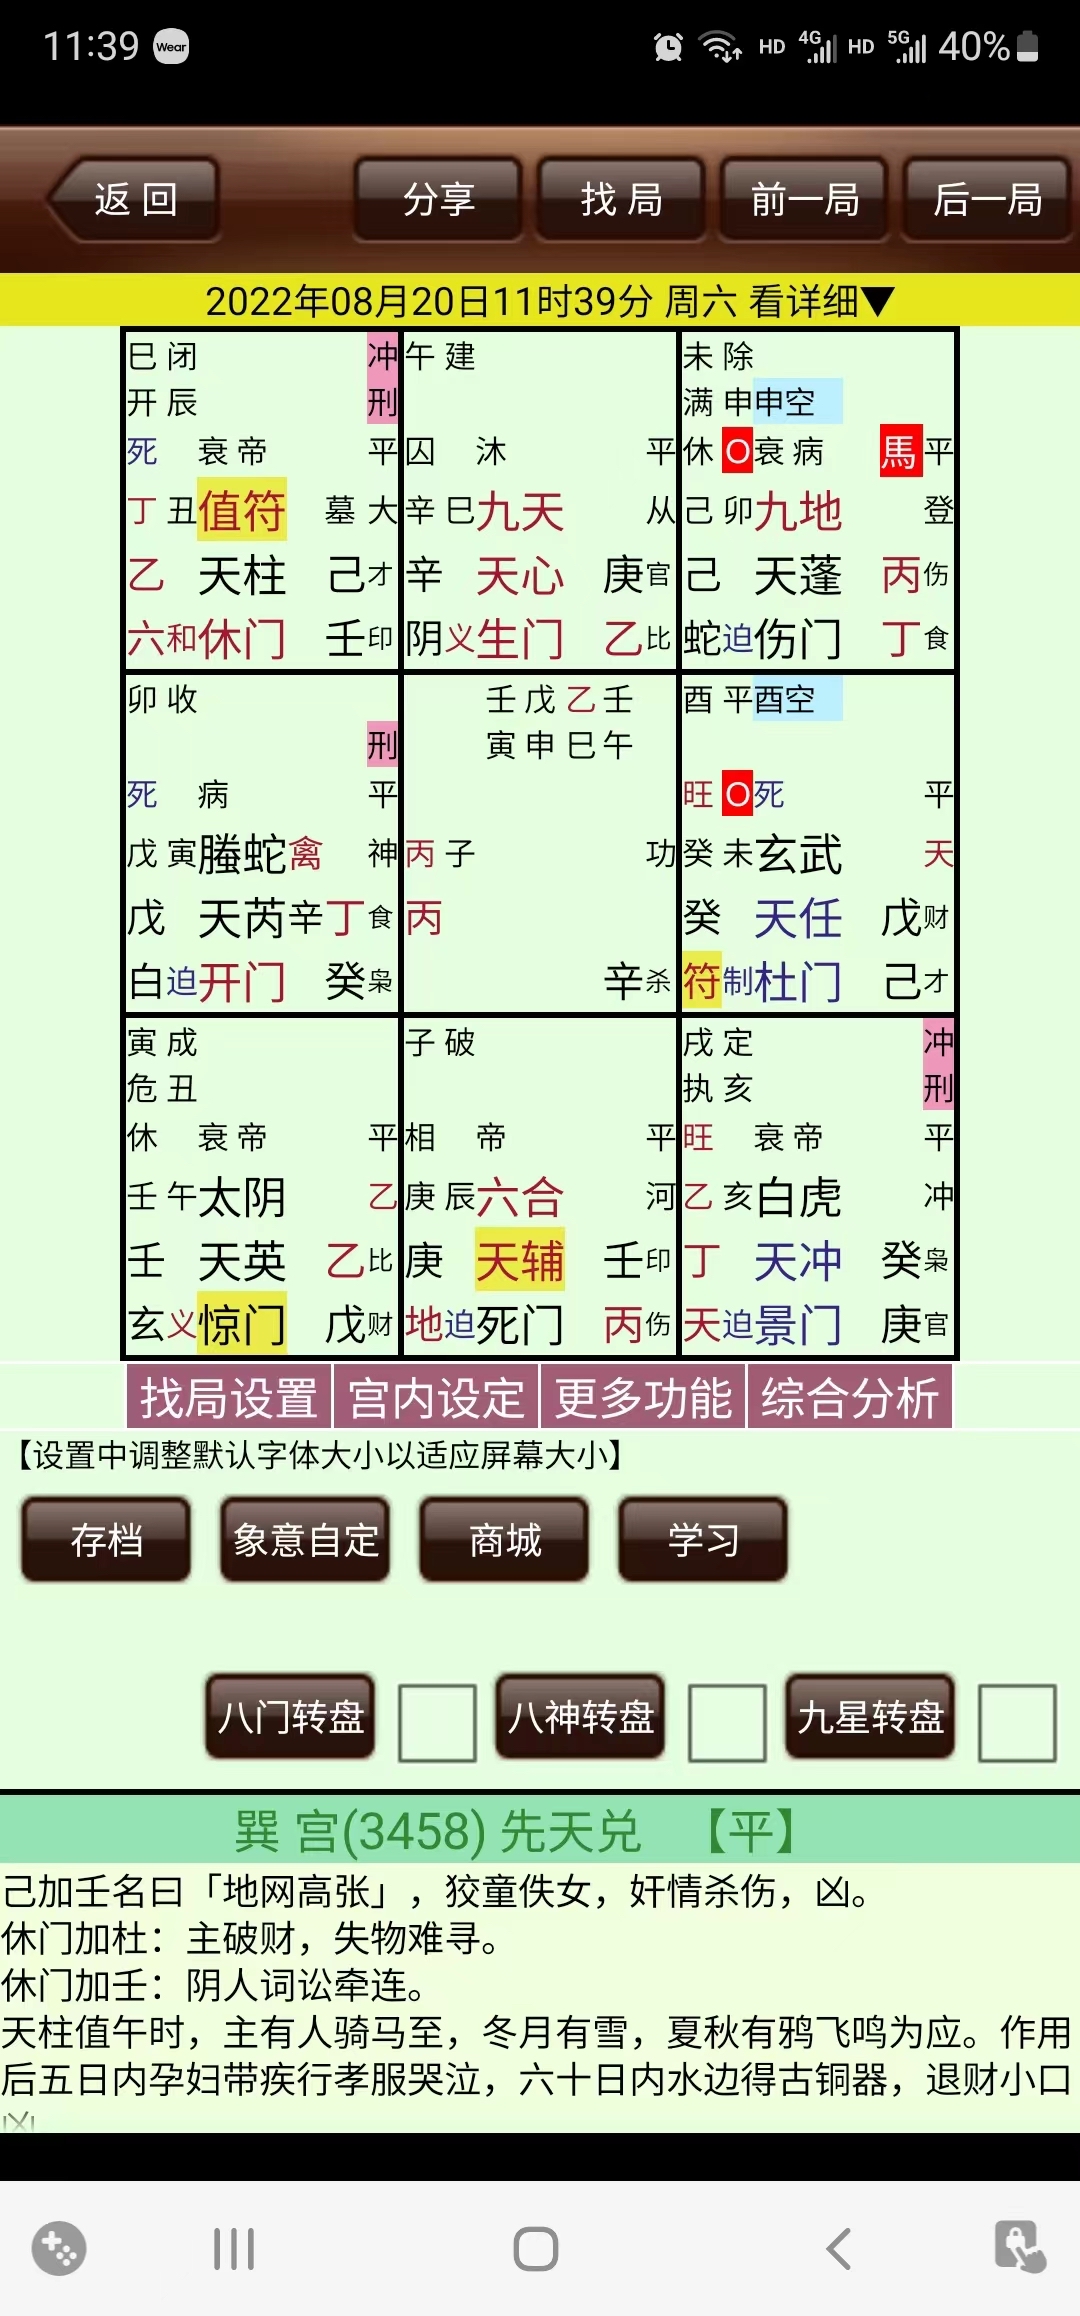 11:39 Wear HD 4G HD 5G 40%
返 回 分享 找 局 前一局 后一局
2022年08月20日11时39分 周六 看详细▼
巳 闭 冲
开 辰 刑
死 衰 帝 平
丁 丑 值符 墓 大
乙 天柱 己 才
六 和 休门 壬 印
午 建
囚 沐 平
辛 巳 九天 从
辛 天心 庚 官
阴 义 生门 乙 比
未 除
满 申 申空
休 O 衰 病 馬 平
己 卯 九地 登
己 天蓬 丙 伤
蛇 迫 伤门 丁 食
卯 收
刑
死 病 平
戊 寅 螣蛇 禽 神
戊 天芮 辛 丁 食
白 迫 开门 癸 枭
壬 戊 乙 壬
寅 申 巳 午
丙 子 功
丙
辛 杀
酉 平 酉空
旺 O 死 平
癸 未 玄武 天
癸 天任 戊 财
符 制 杜门 己 才
寅 成
危 丑
休 衰 帝 平
壬 午 太阴 乙
壬 天英 乙 比
玄 义 惊门 戊 财
子 破
相 帝 平
庚 辰 六合 河
庚 天辅 壬 印
地 迫 死门 丙 伤
戌 定 冲
执 亥 刑
旺 衰 帝 平
乙 亥 白虎 冲
丁 天冲 癸 枭
天 迫 景门 庚 官
找局设置 宫内设定 更多功能 综合分析
【设置中调整默认字体大小以适应屏幕大小】
存档 象意自定 商城 学习
八门转盘 八神转盘 九星转盘
巽 宫(3458) 先天兑 【平】
己加壬名曰「地网高张」，狡童佚女，奸情杀伤，凶。
休门加杜：主破财，失物难寻。
休门加壬：阴人词讼牵连。
天柱值午时，主有人骑马至，冬月有雪，夏秋有鸦飞鸣为应。作用
后五日内孕妇带疾行孝服哭泣，六十日内水边得古铜器，退财小口
凶